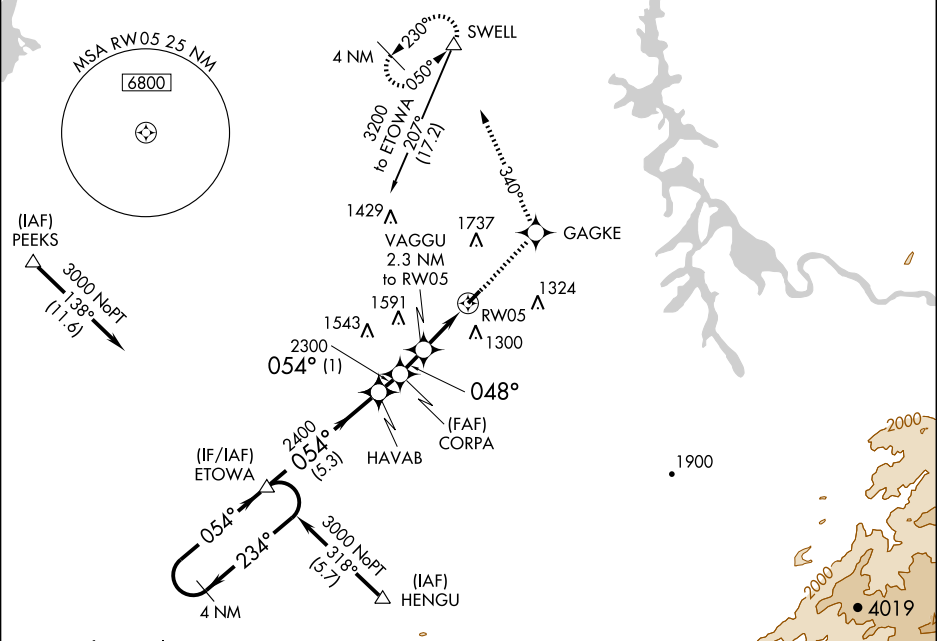 MSA RW05 25 NM
6800
230°
SWELL
4 NM
050°
3200
to ETOWA
207°
(17.2)
340°
(IAF)
PEEKS
1429
1737
GAGKE
VAGGU
2.3 NM
to RW05
3000 NoPT
138°
(11.6)
1591
1324
RW05
1543
1300
2300
054° (1)
048°
(FAF)
CORPA
2400
054°
(5.3)
HAVAB
2000
(IF/IAF)
ETOWA
1900
054°
234°
3000 NoPT
318°
(5.7)
(IAF)
HENGU
4 NM
2000
4019